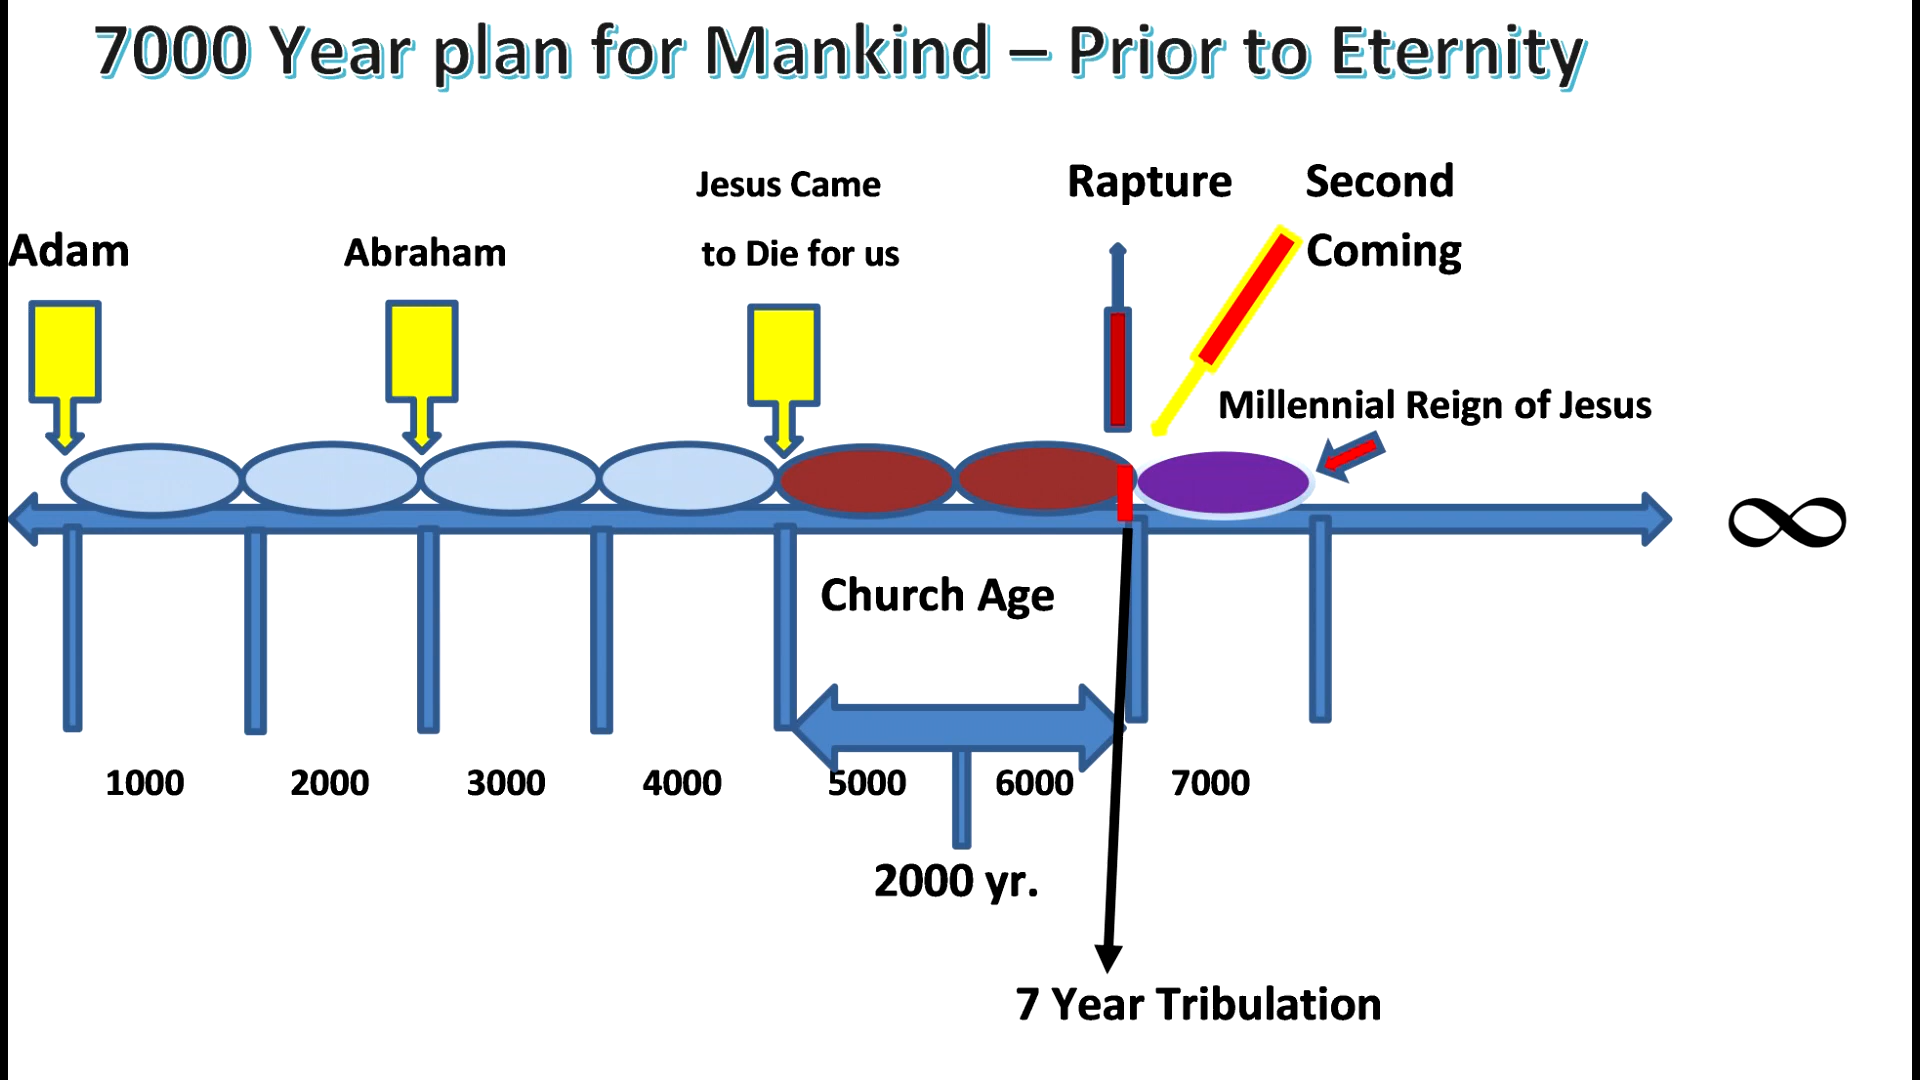 7000 Year plan for Mankind – Prior to Eternity
Jesus Came
to Die for us
Rapture
Second
Coming
Adam
Abraham
Millennial Reign of Jesus
∞
Church Age
1000
2000
3000
4000
5000
6000
7000
2000 yr.
7 Year Tribulation